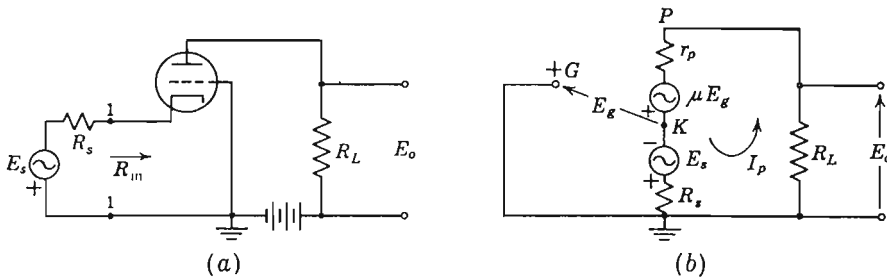 1
R_s
E_s
+
R_in
1
R_L
E_o
(a)
P
r_p
+ G
E_g
μE_g
+
K
−
E_s
+
I_p
R_s
R_L
E_o
(b)